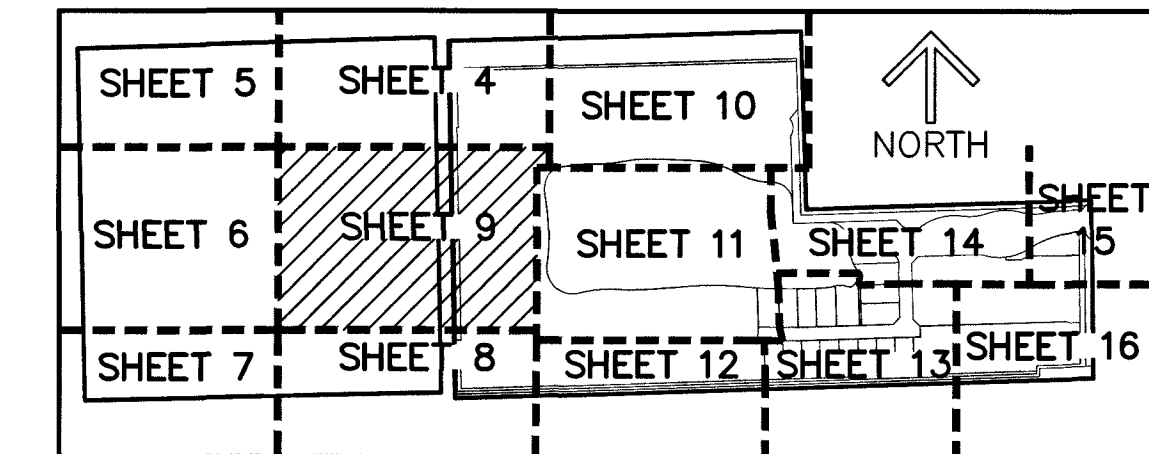 SHEET 5
SHEET 4
SHEET 10
NORTH
SHEET 6
SHEET 9
SHEET 11
SHEET 14
SHEET
15
SHEET 7
SHEET 8
SHEET 12
SHEET 13
SHEET 16